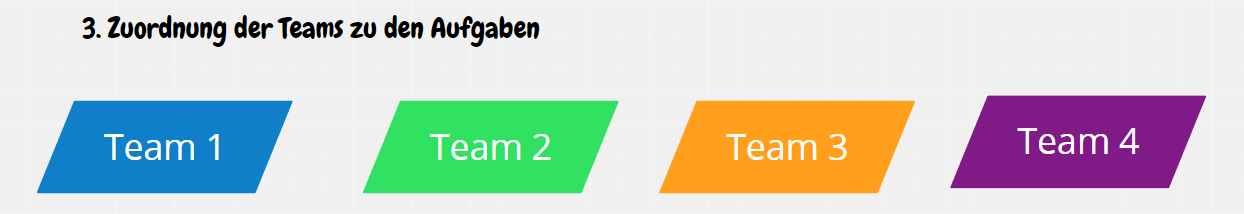 3. Zuordnung der Teams zu den Aufgaben
Team 1
Team 2
Team 3
Team 4